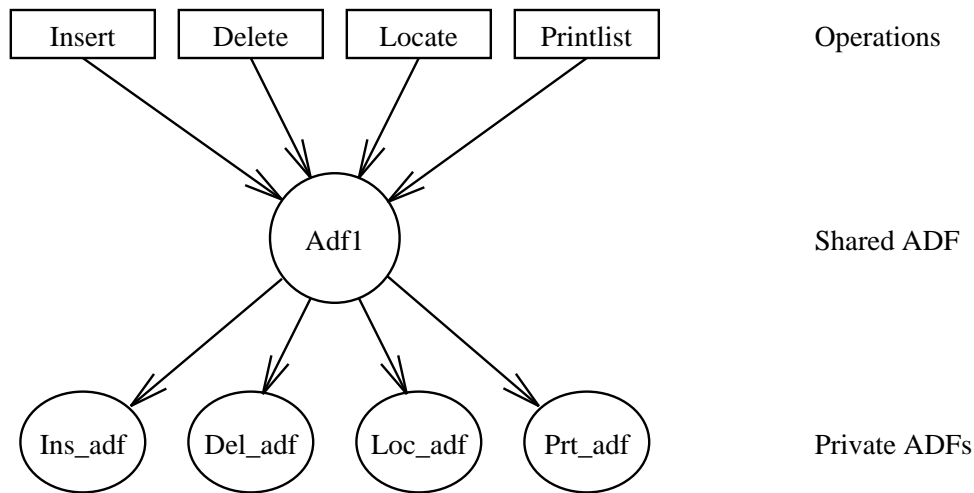 Insert Delete Locate Printlist Operations
Adf1 Shared ADF
Ins_adf Del_adf Loc_adf Prt_adf Private ADFs